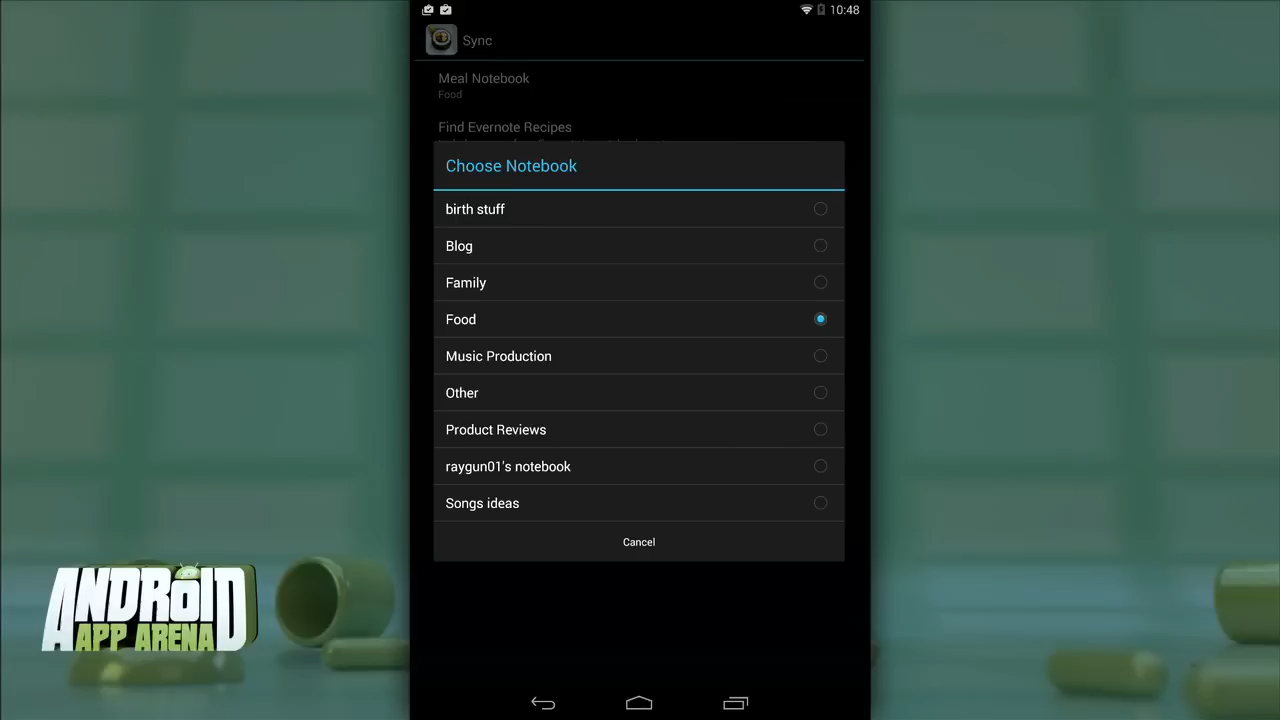 10:48
Sync
Meal Notebook
Food
Find Evernote Recipes
Choose Notebook
birth stuff
Blog
Family
Food
Music Production
Other
Product Reviews
raygun01's notebook
Songs ideas
Cancel
ANDROID
APP ARENA